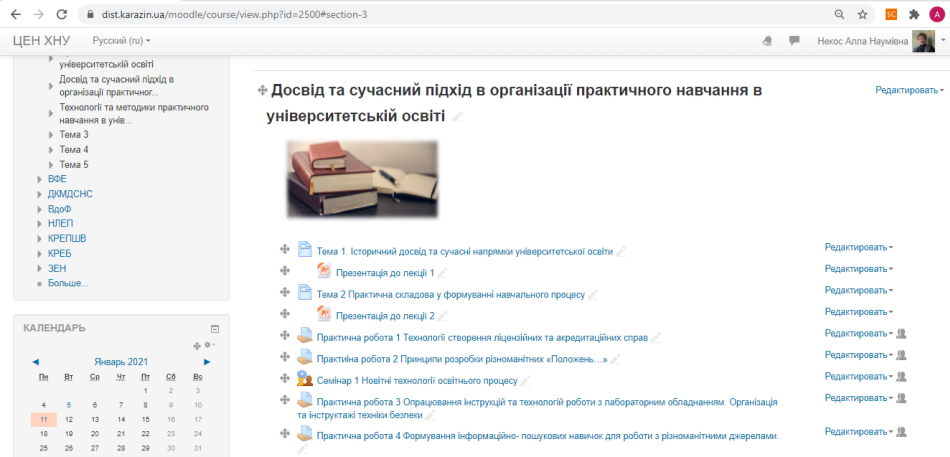 dist.karazin.ua/moodle/course/view.php?id=2500#section-3
SC
A
ЦЕН ХНУ
Русский (ru)
Некос Алла Наумівна
університетській освіті
Досвід та сучасний підхід в
організації практичног...
Технології та методики практичного
навчання в унів...
Тема 3
Тема 4
Тема 5
ВФЕ
ДКМДСНС
ВдоФ
НЛЕП
КРЕПШВ
КРЕБ
ЗЕН
Больше...
КАЛЕНДАРЬ
Январь 2021
Пн Вт Ср Чт Пт Сб Вс
1 2 3
4 5 6 7 8 9 10
11 12 13 14 15 16 17
18 19 20 21 22 23 24
25 26 27 28 29 30 31
Досвід та сучасний підхід в організації практичного навчання в
університетській освіті
Редактировать
Тема 1. Історичний досвід та сучасні напрямки університетської освіти
Редактировать
Презентація до лекції 1
Редактировать
Тема 2 Практична складова у формуванні навчального процесу
Редактировать
Презентація до лекції 2
Редактировать
Практична робота 1 Технології створення ліцензійних та акредитаційних справ
Редактировать
Практиіна робота 2 Принципи розробки різноманітних «Положень...»
Редактировать
Семінар 1 Новітні технології освітнього процесу
Редактировать
Практична робота 3 Опрацювання інструкцій та технологій роботи з лабораторним обладнанням. Організація
та інструктажі техніки безпеки
Редактировать
Практична робота 4 Формування інформаційно- пошукових навичок для роботи з різноманітними джерелами.
Редактировать